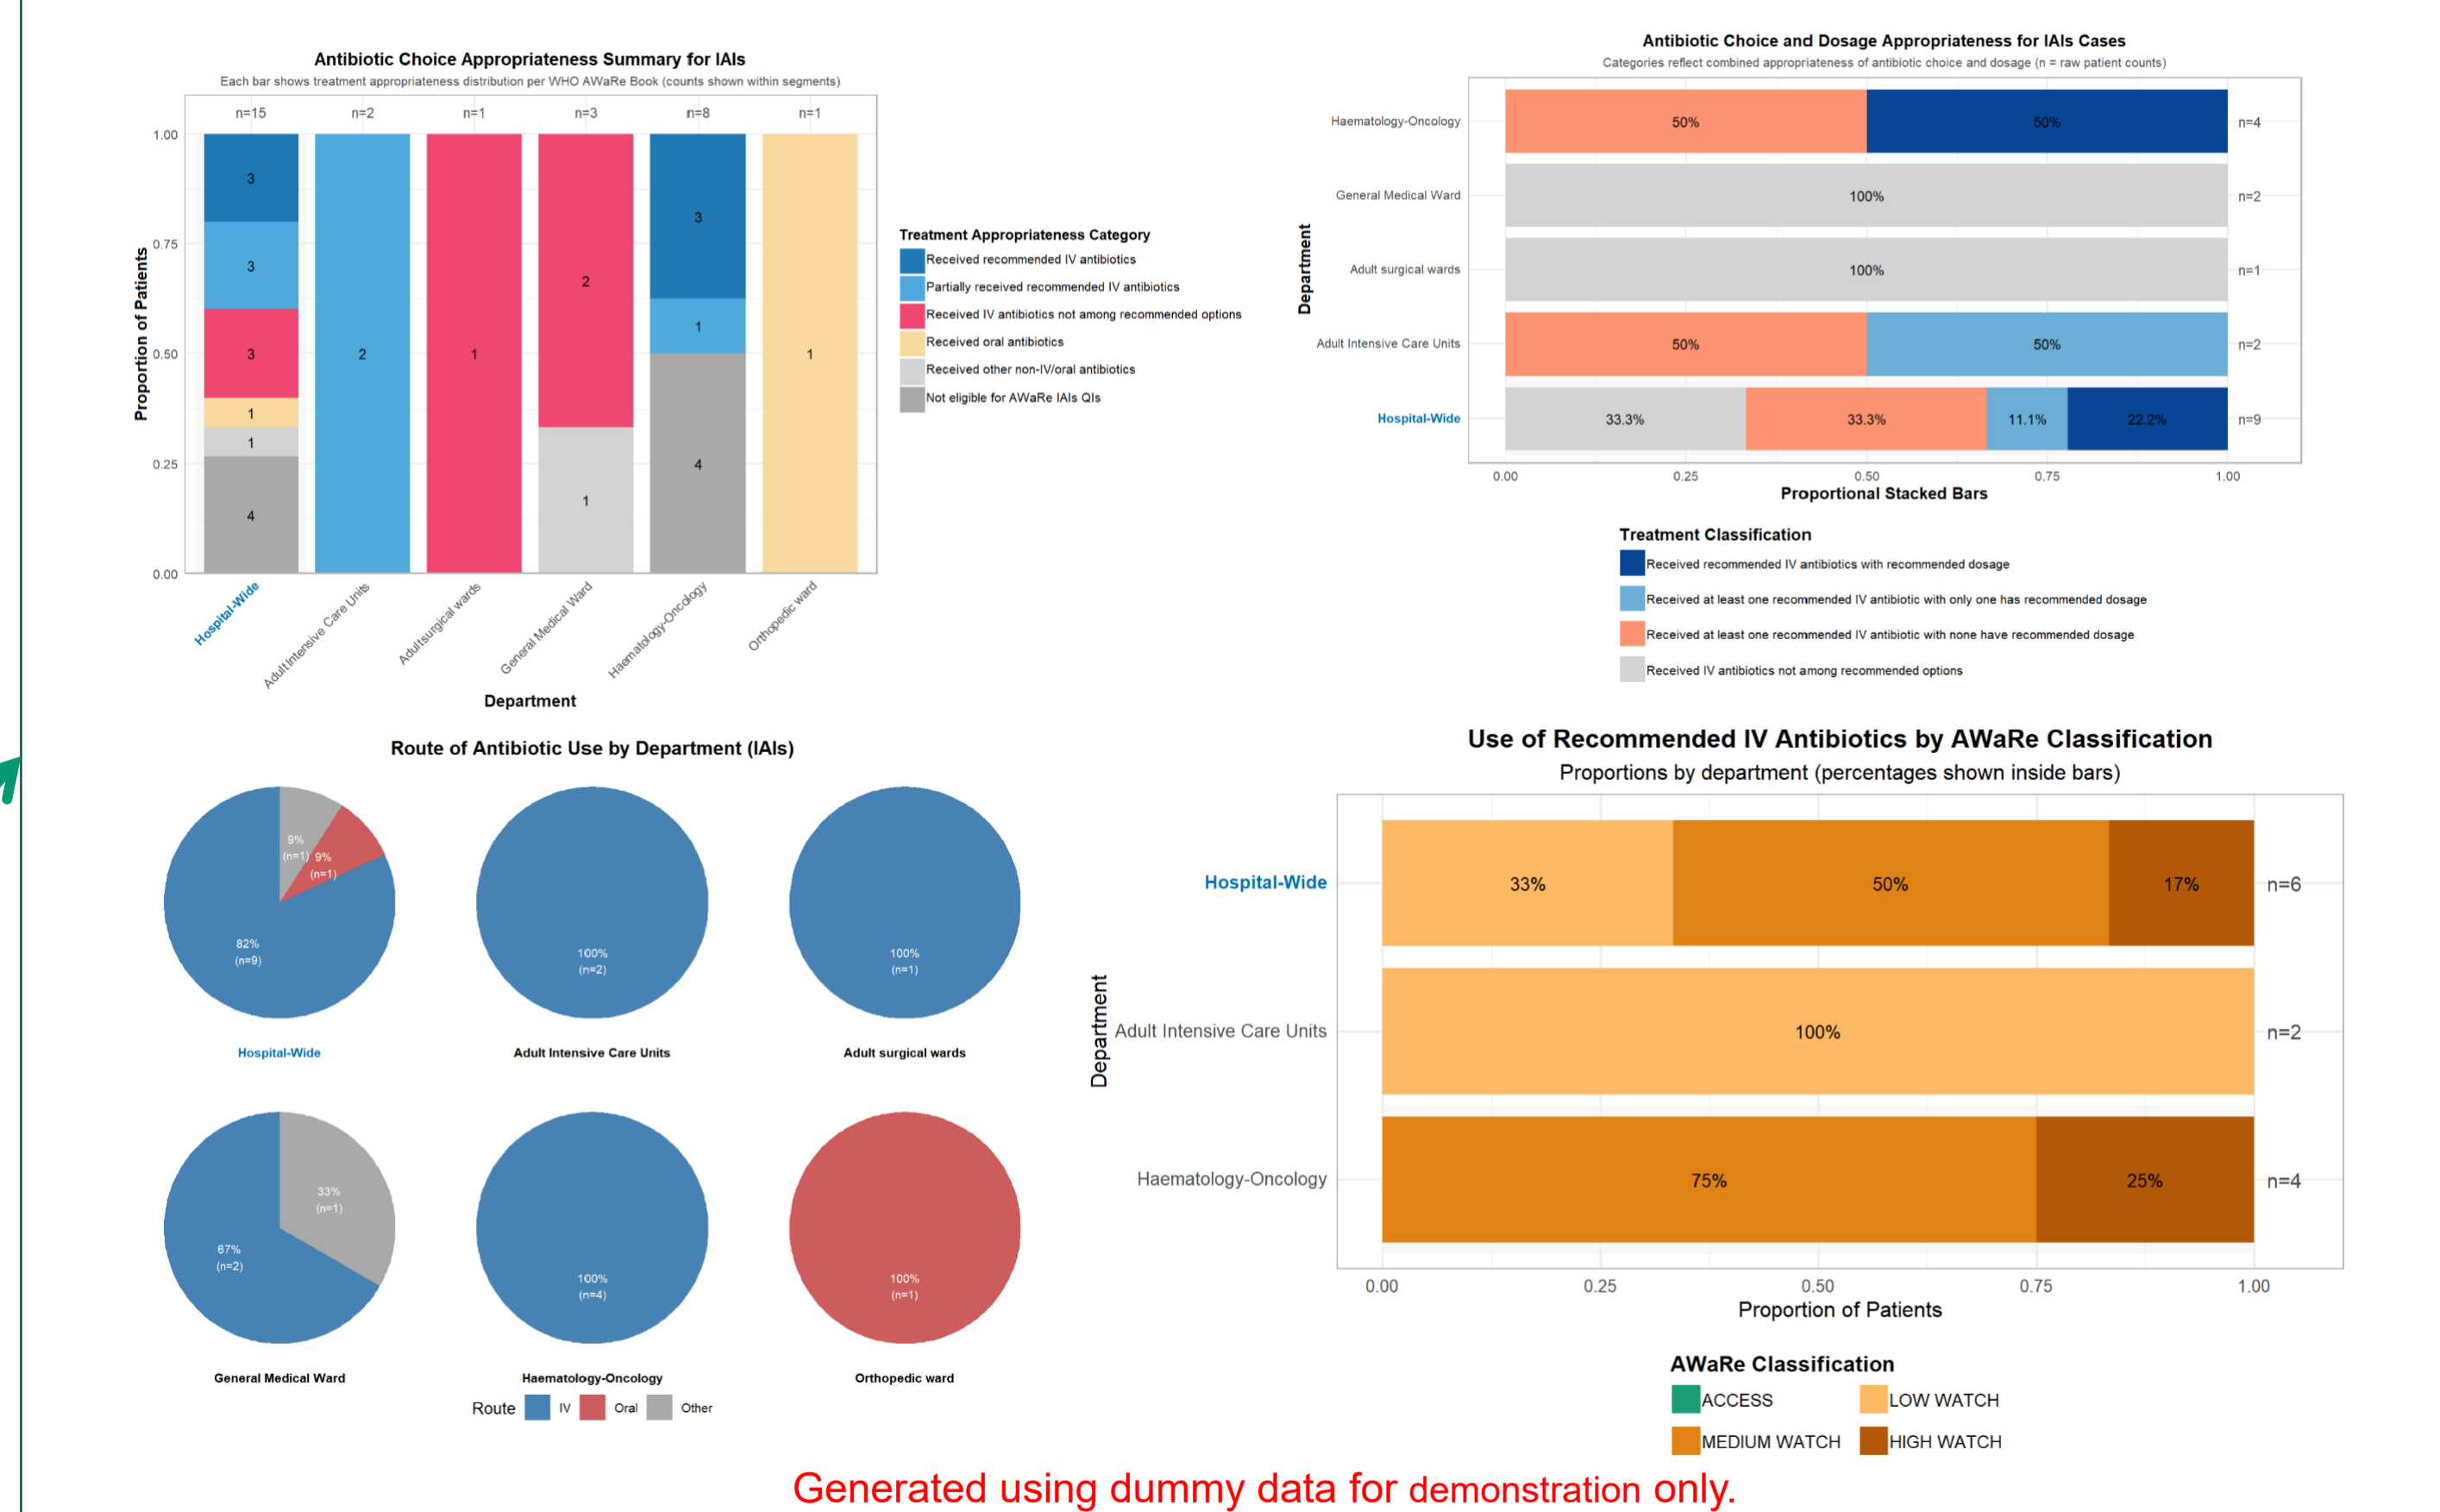 Antibiotic Choice Appropriateness Summary for IAIs
Each bar shows treatment appropriateness distribution per WHO AWaRe Book (counts shown within segments)
n=15 n=2 n=1 n=3 n=8 n=1
1.00
0.75
0.50
0.25
0.00
Proportion of Patients
3
3
3
1
1
4
2
1
2
1
3
1
4
1
Hospital-Wide
Adult Intensive Care Units
Adult surgical wards
General Medical Ward
Haematology-Oncology
Orthopedic ward
Department
Treatment Appropriateness Category
Received recommended IV antibiotics
Partially received recommended IV antibiotics
Received IV antibiotics not among recommended options
Received oral antibiotics
Received other non-IV/oral antibiotics
Not eligible for AWaRe IAIs QIs
Antibiotic Choice and Dosage Appropriateness for IAIs Cases
Categories reflect combined appropriateness of antibiotic choice and dosage (n = raw patient counts)
Department
Haematology-Oncology 50% 50% n=4
General Medical Ward 100% n=2
Adult surgical wards 100% n=1
Adult Intensive Care Units 50% 50% n=2
Hospital-Wide 33.3% 33.3% 11.1% 22.2% n=9
0.00 0.25 0.50 0.75 1.00
Proportional Stacked Bars
Treatment Classification
Received recommended IV antibiotics with recommended dosage
Received at least one recommended IV antibiotic with only one has recommended dosage
Received at least one recommended IV antibiotic with none have recommended dosage
Received IV antibiotics not among recommended options
Route of Antibiotic Use by Department (IAIs)
9%
(n=1)
9%
(n=1)
82%
(n=9)
Hospital-Wide
100%
(n=2)
Adult Intensive Care Units
100%
(n=1)
Adult surgical wards
33%
(n=1)
67%
(n=2)
General Medical Ward
100%
(n=4)
Haematology-Oncology
100%
(n=1)
Orthopedic ward
Route IV Oral Other
Use of Recommended IV Antibiotics by AWaRe Classification
Proportions by department (percentages shown inside bars)
Department
Hospital-Wide 33% 50% 17% n=6
Adult Intensive Care Units 100% n=2
Haematology-Oncology 75% 25% n=4
0.00 0.25 0.50 0.75 1.00
Proportion of Patients
AWaRe Classification
ACCESS LOW WATCH
MEDIUM WATCH HIGH WATCH
Generated using dummy data for demonstration only.